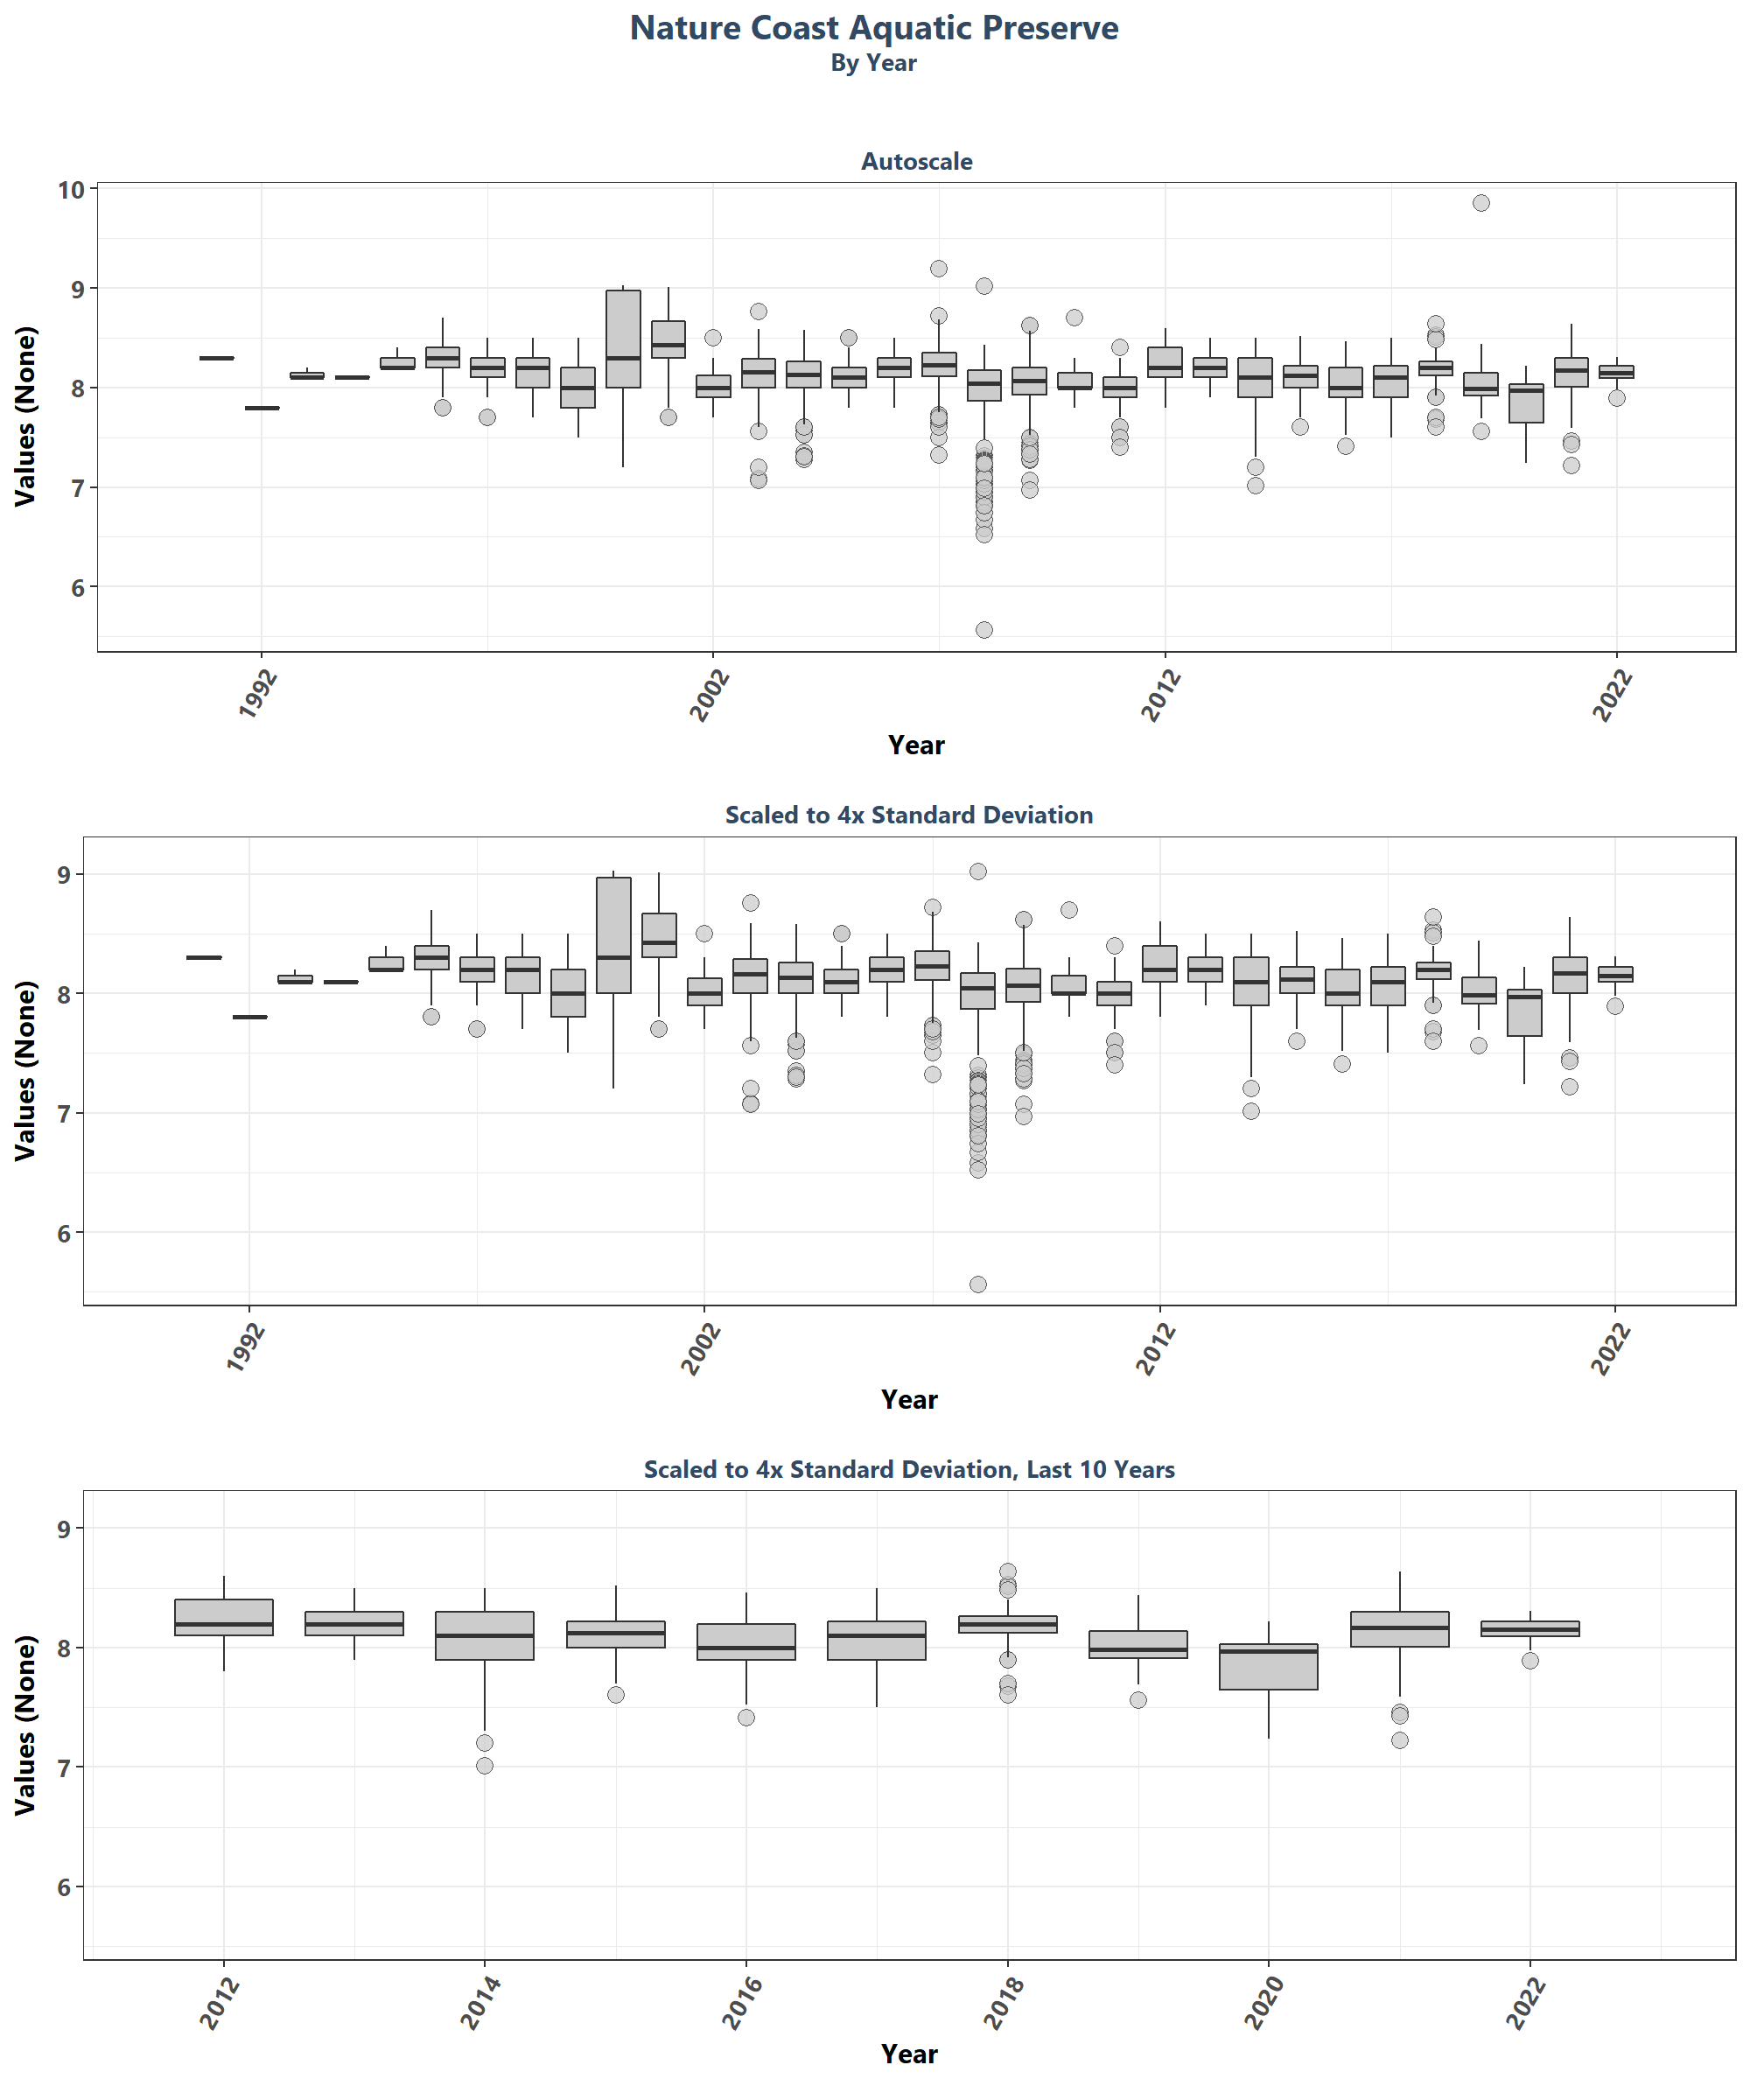 Nature Coast Aquatic Preserve
By Year
Autoscale
Values (None)
10
9
8
7
6
1992
2002
2012
2022
Year
Scaled to 4x Standard Deviation
Values (None)
9
8
7
6
1992
2002
2012
2022
Year
Scaled to 4x Standard Deviation, Last 10 Years
Values (None)
9
8
7
6
2012
2014
2016
2018
2020
2022
Year